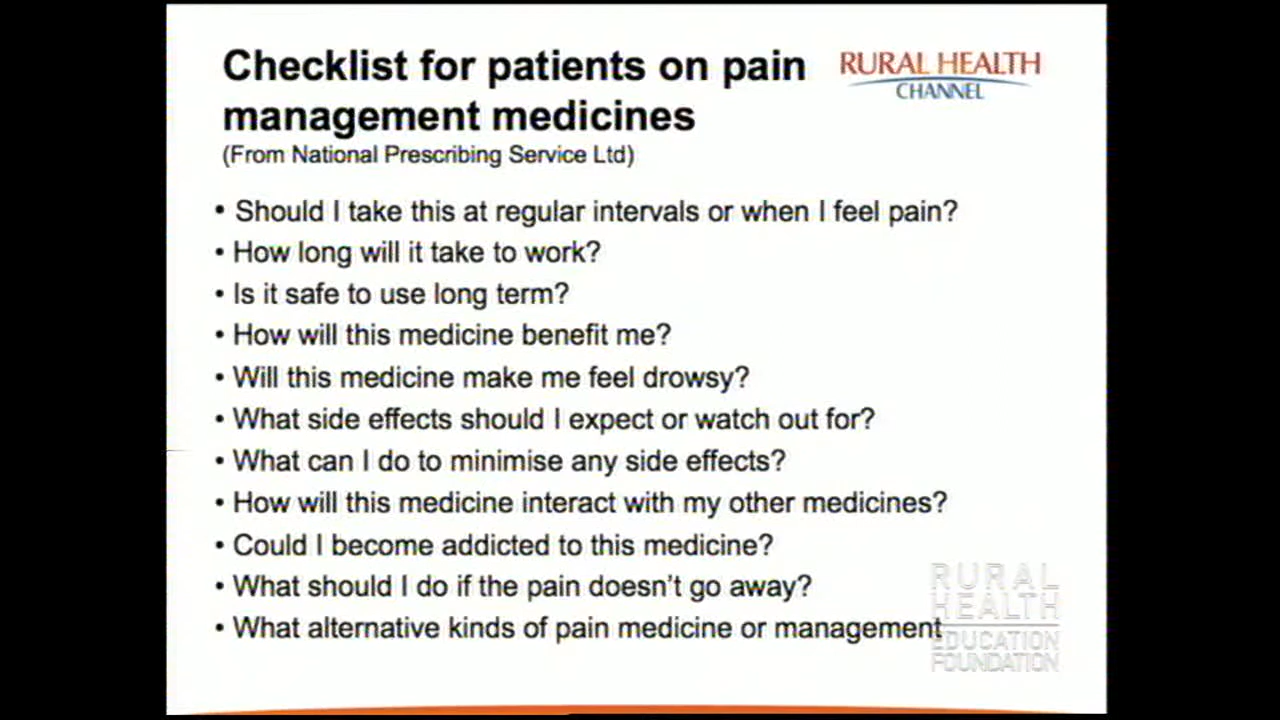 Checklist for patients on pain
management medicines
RURAL HEALTH
CHANNEL
(From National Prescribing Service Ltd)
• Should I take this at regular intervals or when I feel pain?
• How long will it take to work?
• Is it safe to use long term?
• How will this medicine benefit me?
• Will this medicine make me feel drowsy?
• What side effects should I expect or watch out for?
• What can I do to minimise any side effects?
• How will this medicine interact with my other medicines?
• Could I become addicted to this medicine?
• What should I do if the pain doesn't go away?
• What alternative kinds of pain medicine or management
RURAL
HEALTH
EDUCATION
FOUNDATION